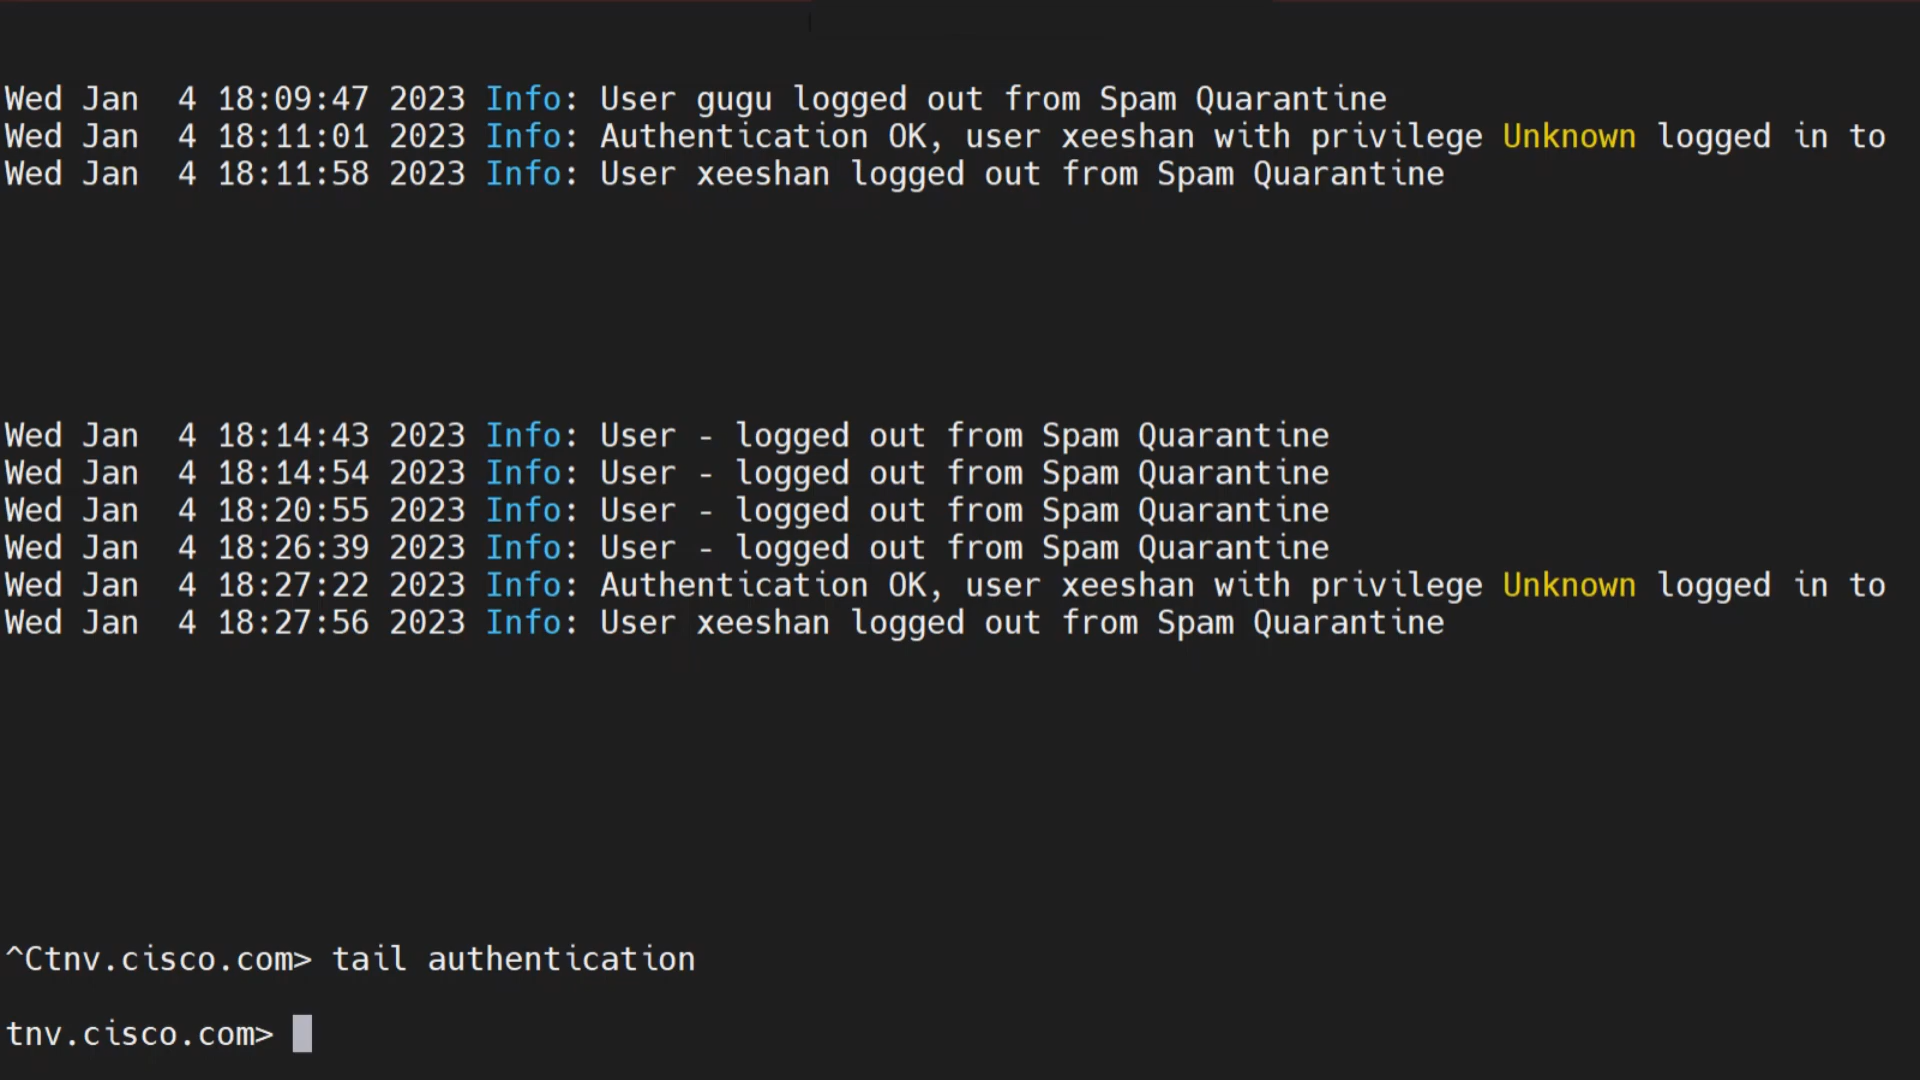 Wed Jan  4 18:09:47 2023 Info: User gugu logged out from Spam Quarantine
Wed Jan  4 18:11:01 2023 Info: Authentication OK, user xeeshan with privilege Unknown logged in to
Wed Jan  4 18:11:58 2023 Info: User xeeshan logged out from Spam Quarantine
Wed Jan  4 18:14:43 2023 Info: User - logged out from Spam Quarantine
Wed Jan  4 18:14:54 2023 Info: User - logged out from Spam Quarantine
Wed Jan  4 18:20:55 2023 Info: User - logged out from Spam Quarantine
Wed Jan  4 18:26:39 2023 Info: User - logged out from Spam Quarantine
Wed Jan  4 18:27:22 2023 Info: Authentication OK, user xeeshan with privilege Unknown logged in to
Wed Jan  4 18:27:56 2023 Info: User xeeshan logged out from Spam Quarantine
^Ctnv.cisco.com> tail authentication
tnv.cisco.com>